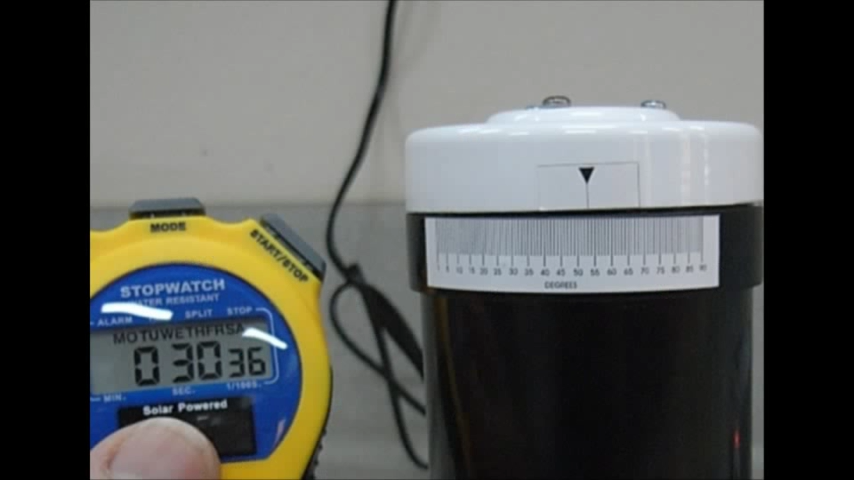 MODE
START/STOP
STOPWATCH
WATER RESISTANT
ALARM SPLIT STOP
MOTUWETHFRSA
0 30 36
MIN. SEC. 1/100S
Solar Powered
5 10 15 20 25 30 35 40 45 50 55 60 65 70 75 80 85 90
DEGREES